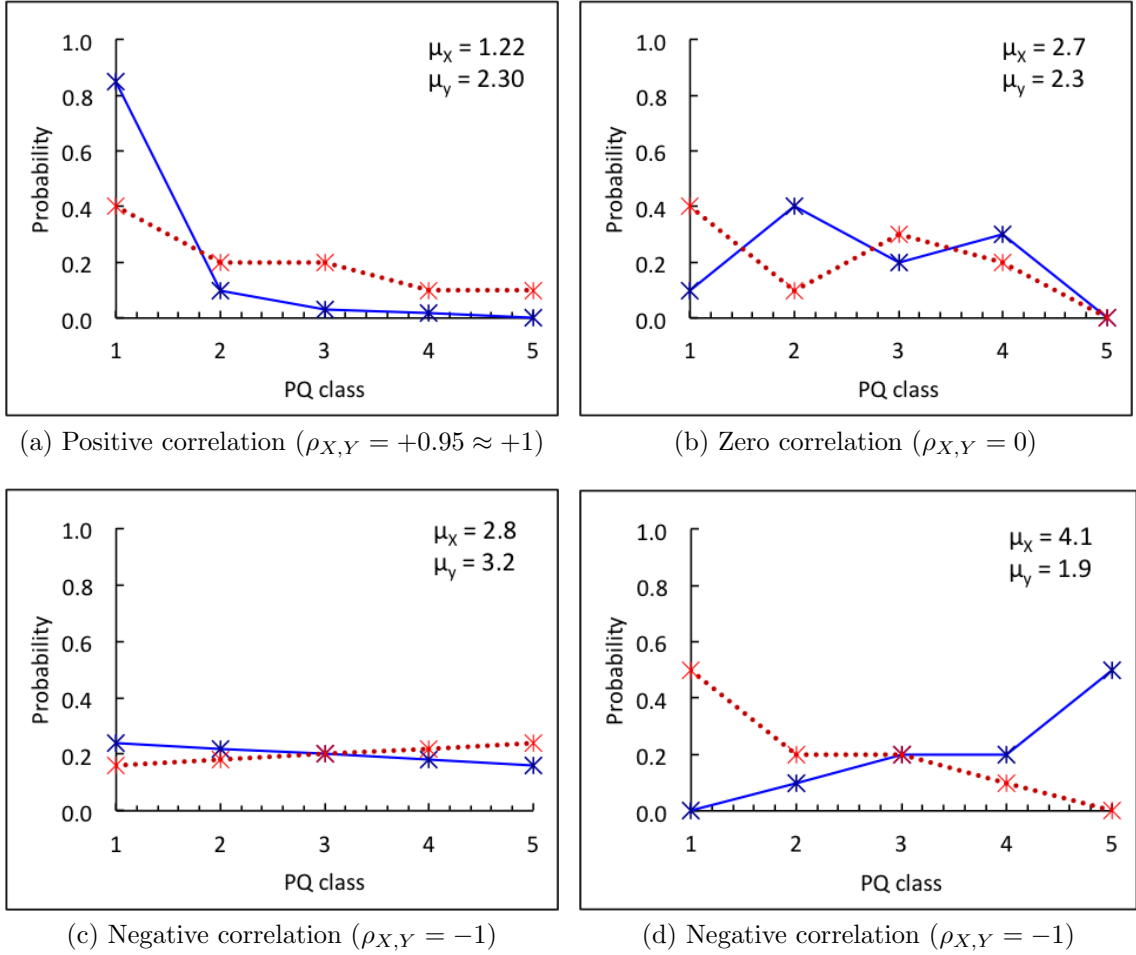 1.0
0.8
0.6
0.4
0.2
0.0
Probability
μx = 1.22
μy = 2.30
1 2 3 4 5
PQ class
(a) Positive correlation (ρX,Y = +0.95 ≈ +1)
1.0
0.8
0.6
0.4
0.2
0.0
Probability
μx = 2.7
μy = 2.3
1 2 3 4 5
PQ class
(b) Zero correlation (ρX,Y = 0)
1.0
0.8
0.6
0.4
0.2
0.0
Probability
μx = 2.8
μy = 3.2
1 2 3 4 5
PQ class
(c) Negative correlation (ρX,Y = −1)
1.0
0.8
0.6
0.4
0.2
0.0
Probability
μx = 4.1
μy = 1.9
1 2 3 4 5
PQ class
(d) Negative correlation (ρX,Y = −1)